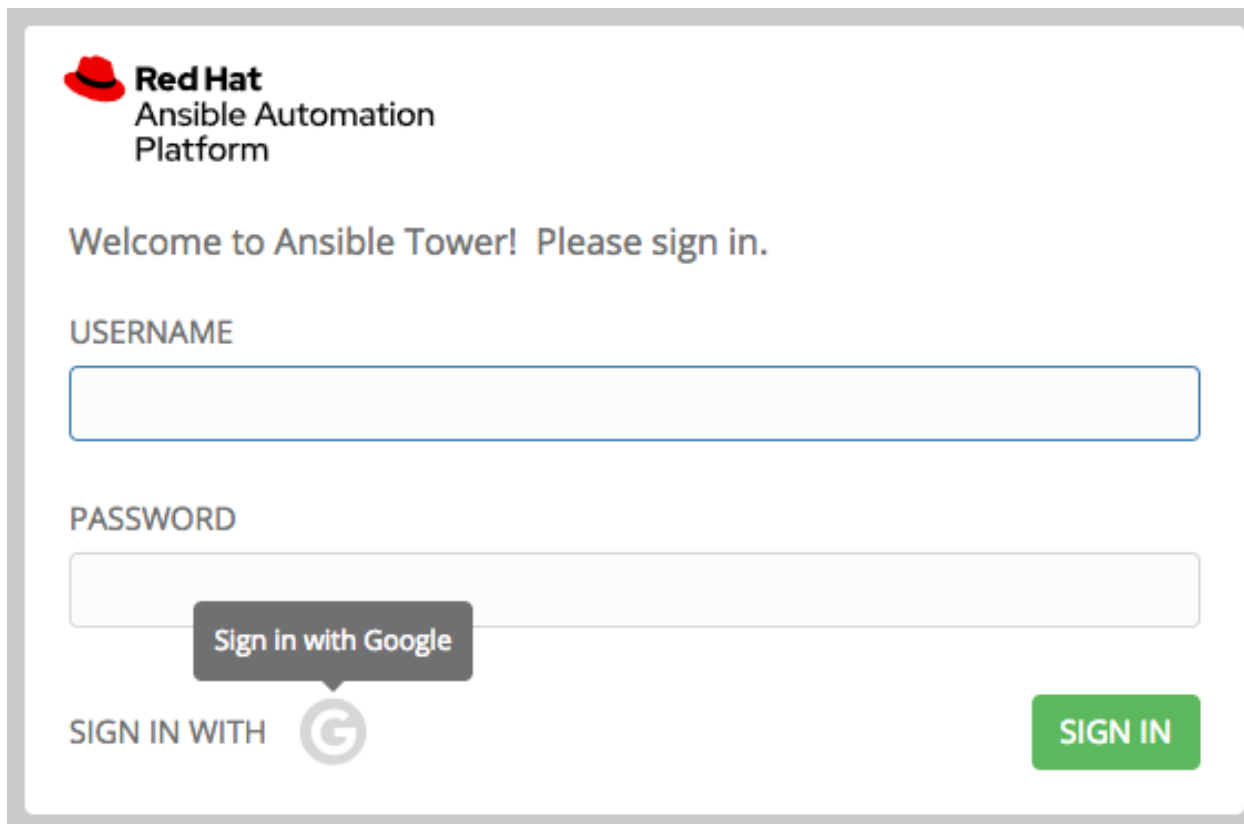 Red Hat
Ansible Automation
Platform
Welcome to Ansible Tower! Please sign in.
USERNAME
PASSWORD
Sign in with Google
SIGN IN WITH G
SIGN IN